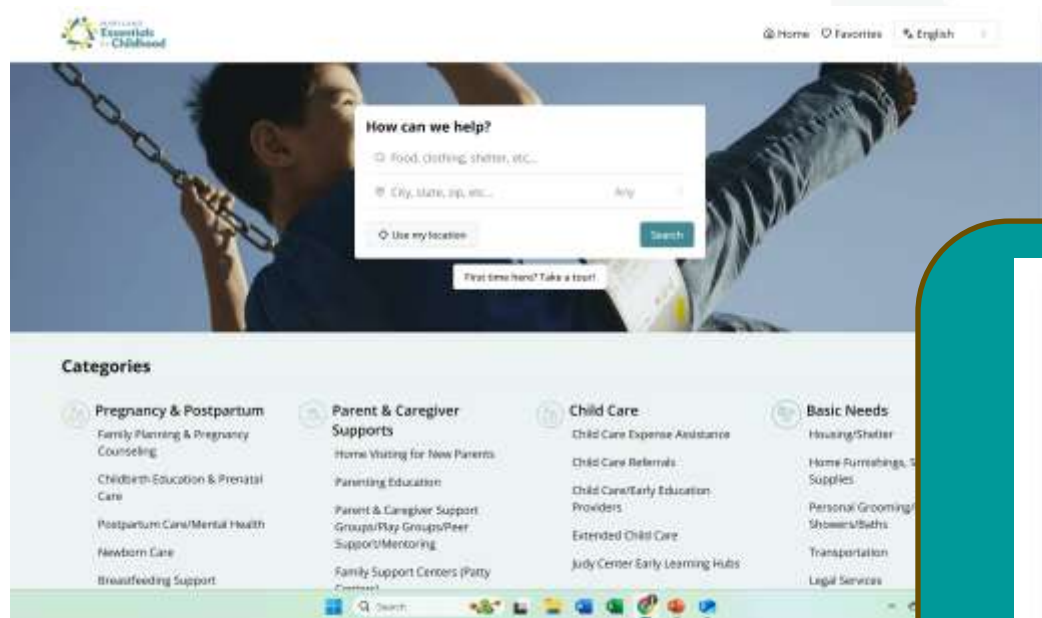 MARYLAND
Essentials
for Childhood
Home Favorites English
How can we help?
Food, clothing, shelter, etc...
City, state, zip, etc... Any
Use my location Search
First time here? Take a tour!
Categories
Pregnancy & Postpartum
Family Planning & Pregnancy
Counseling
Childbirth Education & Prenatal
Care
Postpartum Care/Mental Health
Newborn Care
Breastfeeding Support
Parent & Caregiver
Supports
Home Visiting for New Parents
Parenting Education
Parent & Caregiver Support
Groups/Play Groups/Peer
Support/Mentoring
Family Support Centers (Patty
Child Care
Child Care Expense Assistance
Child Care Referrals
Child Care/Early Education
Providers
Extended Child Care
Judy Center Early Learning Hubs
Basic Needs
Housing/Shelter
Home Furnishings, S
Supplies
Personal Grooming/
Showers/Baths
Transportation
Legal Services
Search